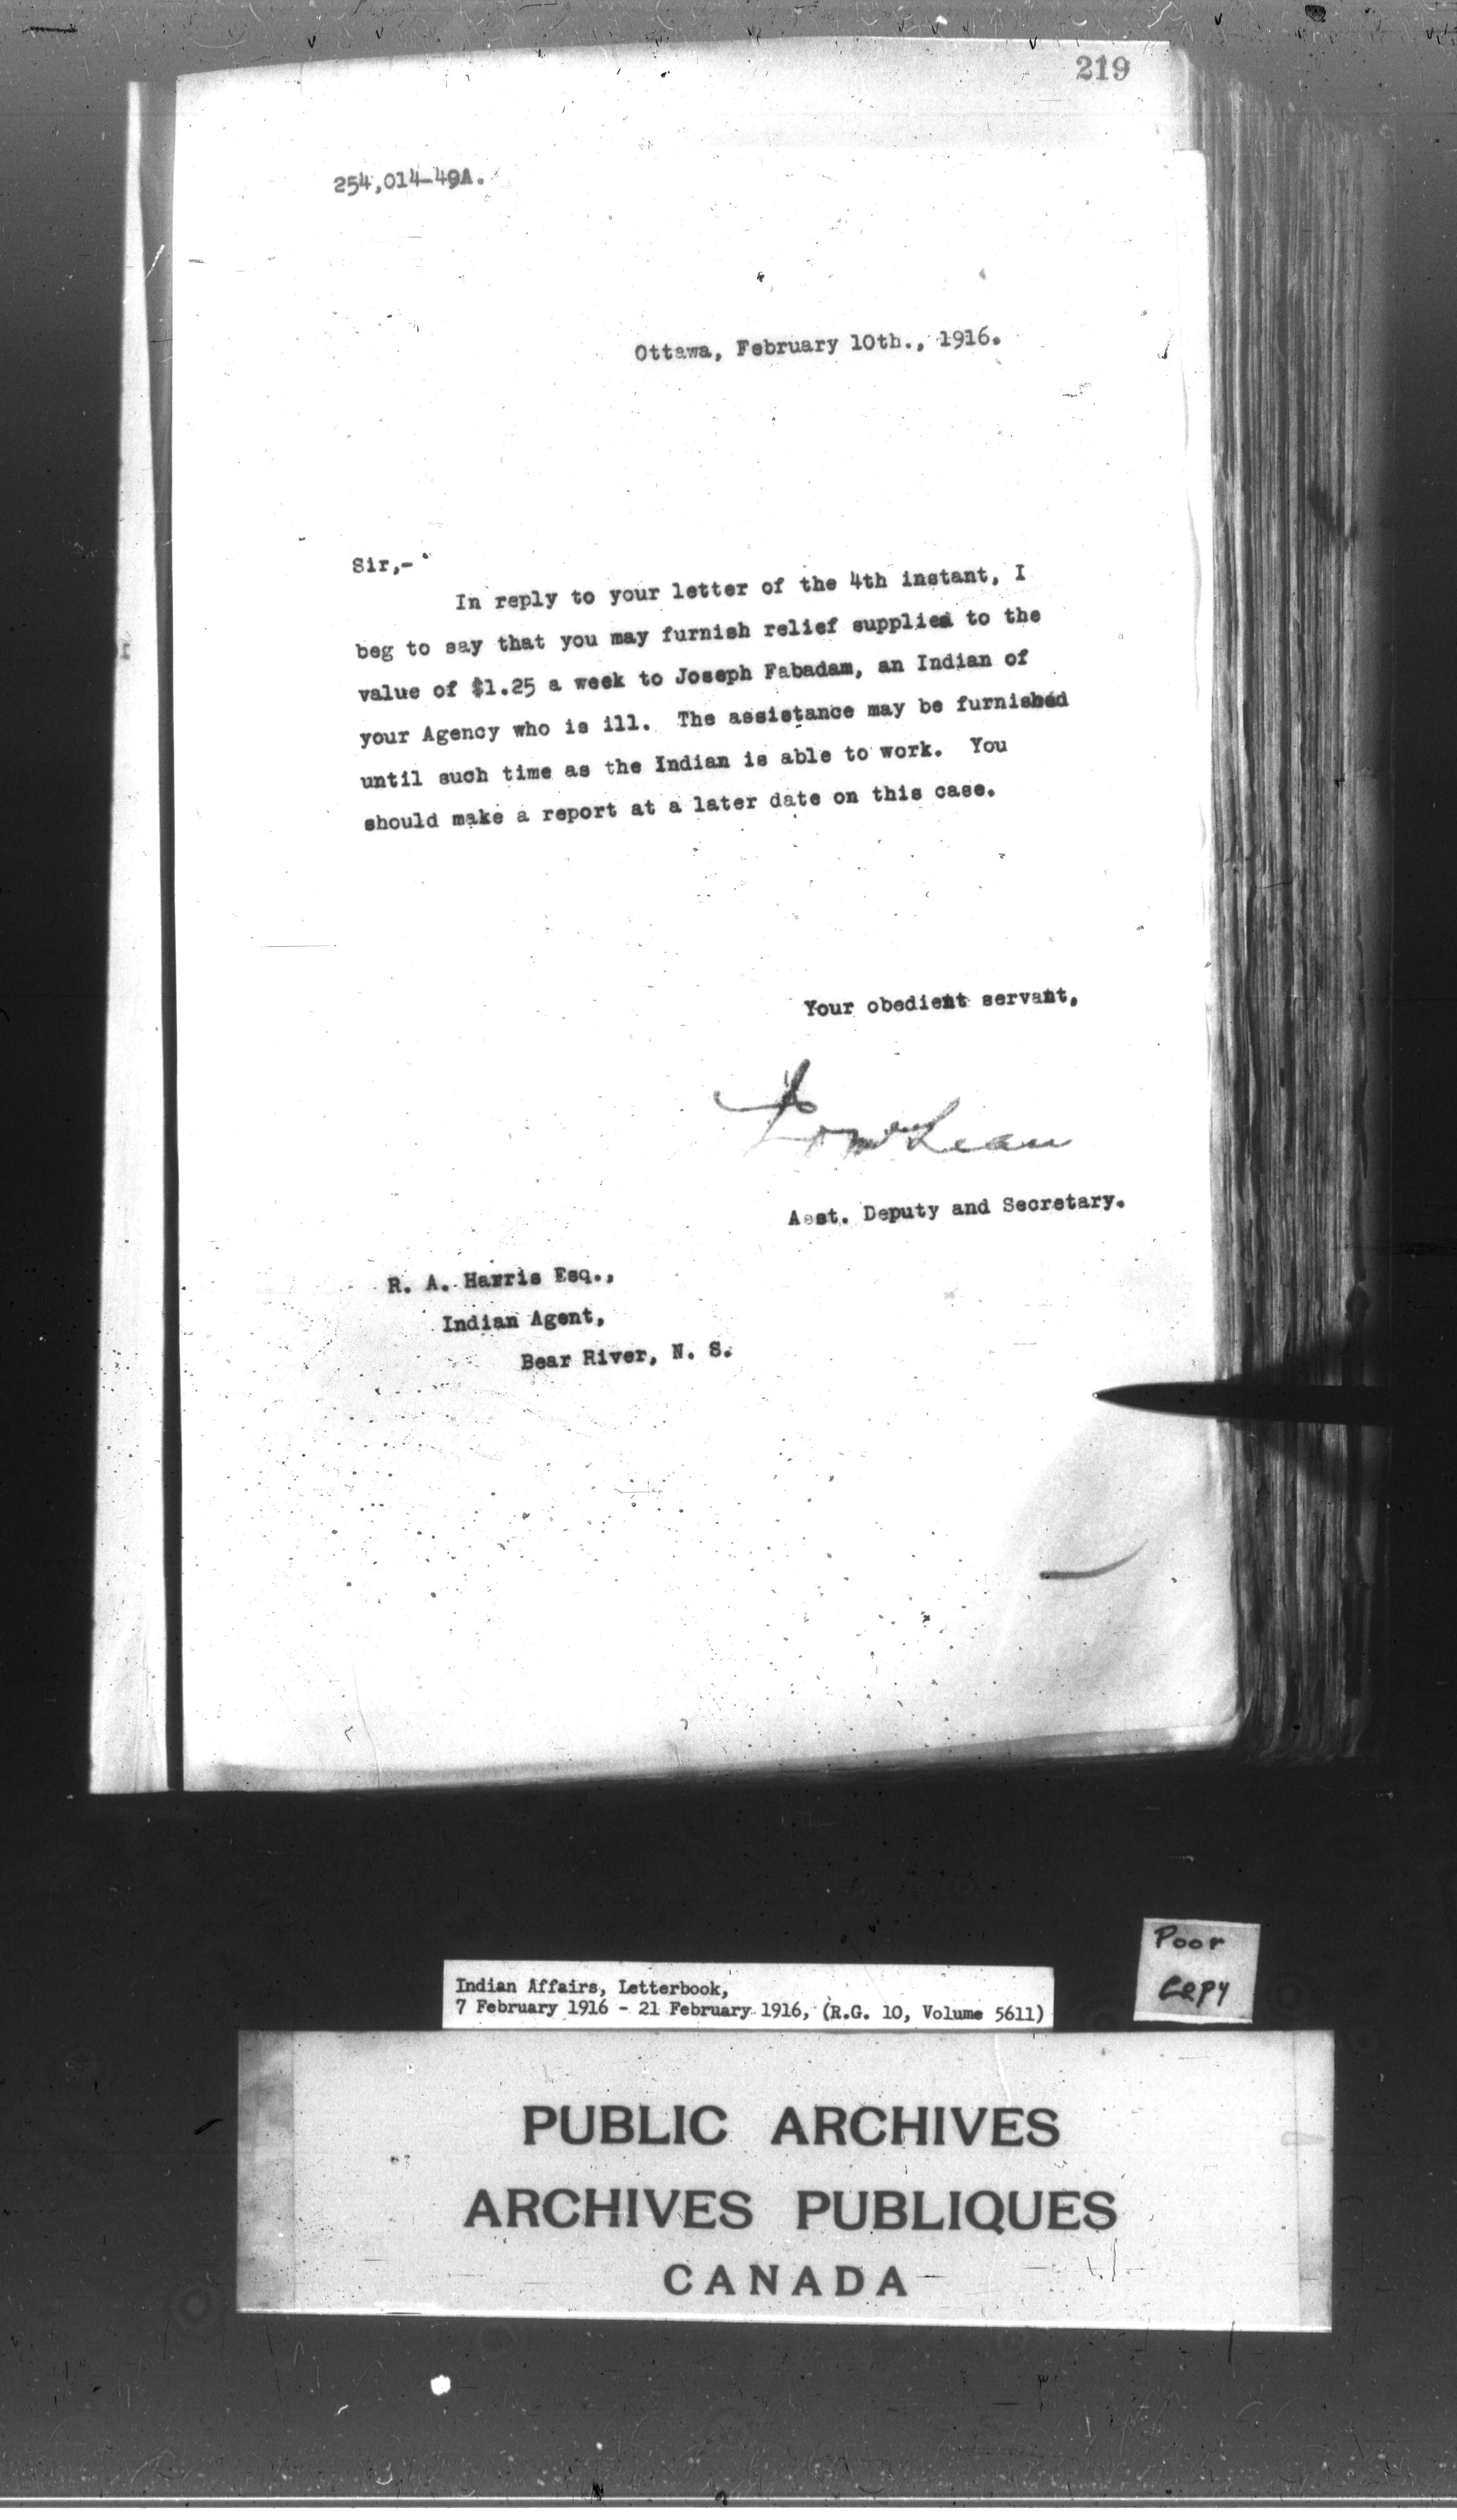 219
254,014-49A.
Ottawa, February 10th., 1916.
Sir,-
In reply to your letter of the 4th instant, I
beg to say that you may furnish relief supplies to the
value of $1.25 a week to Joseph Fabadam, an Indian of
your Agency who is ill. The assistance may be furnished
until such time as the Indian is able to work. You
should make a report at a later date on this case.
Your obedient servant,
Asst. Deputy and Secretary.
R. A. Harris Esq.,
Indian Agent,
Bear River, N. S.
Poor
Copy
Indian Affairs, Letterbook,
7 February 1916 - 21 February 1916, (R.G. 10, Volume 5611)
PUBLIC ARCHIVES
ARCHIVES PUBLIQUES
CANADA